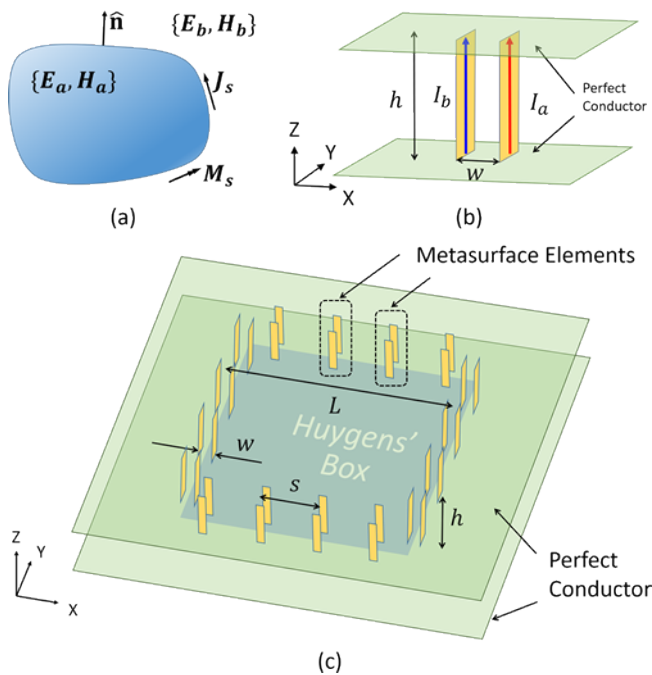 n̂
{E_b, H_b}
{E_a, H_a}
J_s
M_s
(a)
h
I_b
I_a
Perfect
Conductor
w
Z
Y
X
(b)
Metasurface Elements
L
Huygens'
Box
w
s
h
Z
Y
X
Perfect
Conductor
(c)